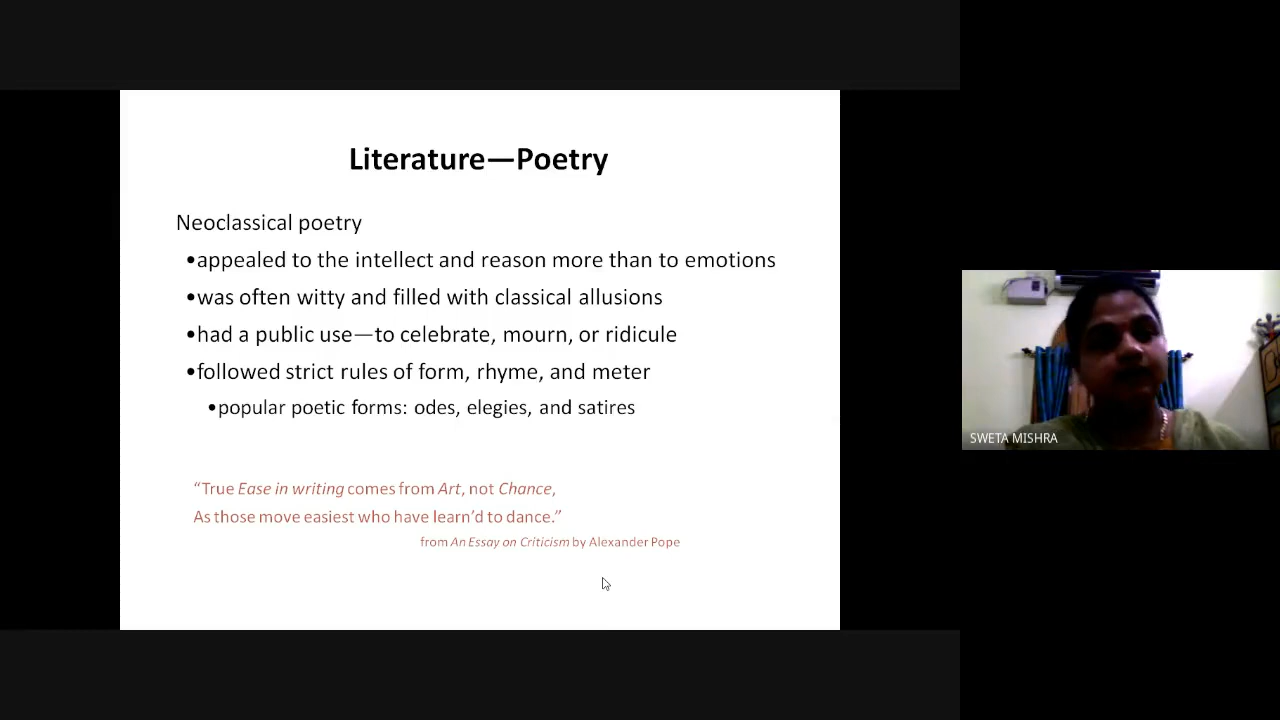 Literature—Poetry
Neoclassical poetry
•appealed to the intellect and reason more than to emotions
•was often witty and filled with classical allusions
•had a public use—to celebrate, mourn, or ridicule
•followed strict rules of form, rhyme, and meter
•popular poetic forms: odes, elegies, and satires
“True Ease in writing comes from Art, not Chance,
As those move easiest who have learn’d to dance.”
from An Essay on Criticism by Alexander Pope
SWETA MISHRA